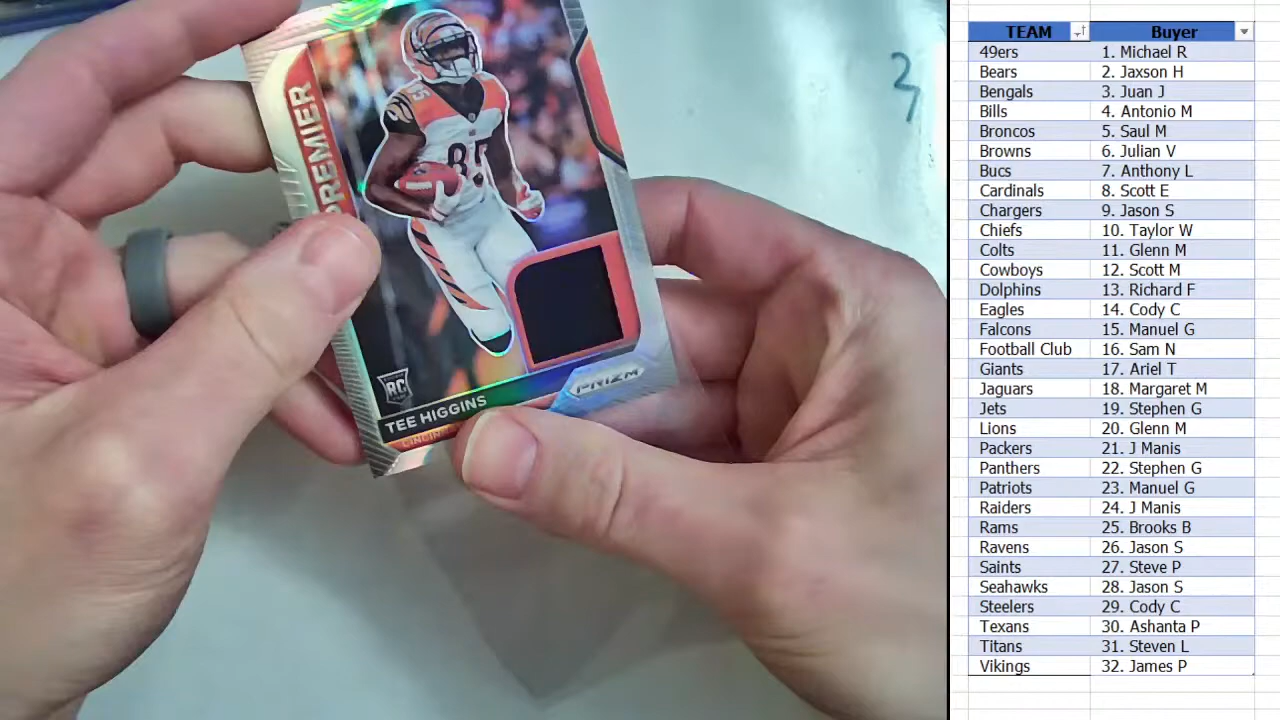 PREMIER
85
85
RC
TEE HIGGINS
PRIZM
TEAM Buyer
49ers 1. Michael R
Bears 2. Jaxson H
Bengals 3. Juan J
Bills 4. Antonio M
Broncos 5. Saul M
Browns 6. Julian V
Bucs 7. Anthony L
Cardinals 8. Scott E
Chargers 9. Jason S
Chiefs 10. Taylor W
Colts 11. Glenn M
Cowboys 12. Scott M
Dolphins 13. Richard F
Eagles 14. Cody C
Falcons 15. Manuel G
Football Club 16. Sam N
Giants 17. Ariel T
Jaguars 18. Margaret M
Jets 19. Stephen G
Lions 20. Glenn M
Packers 21. J Manis
Panthers 22. Stephen G
Patriots 23. Manuel G
Raiders 24. J Manis
Rams 25. Brooks B
Ravens 26. Jason S
Saints 27. Steve P
Seahawks 28. Jason S
Steelers 29. Cody C
Texans 30. Ashanta P
Titans 31. Steven L
Vikings 32. James P